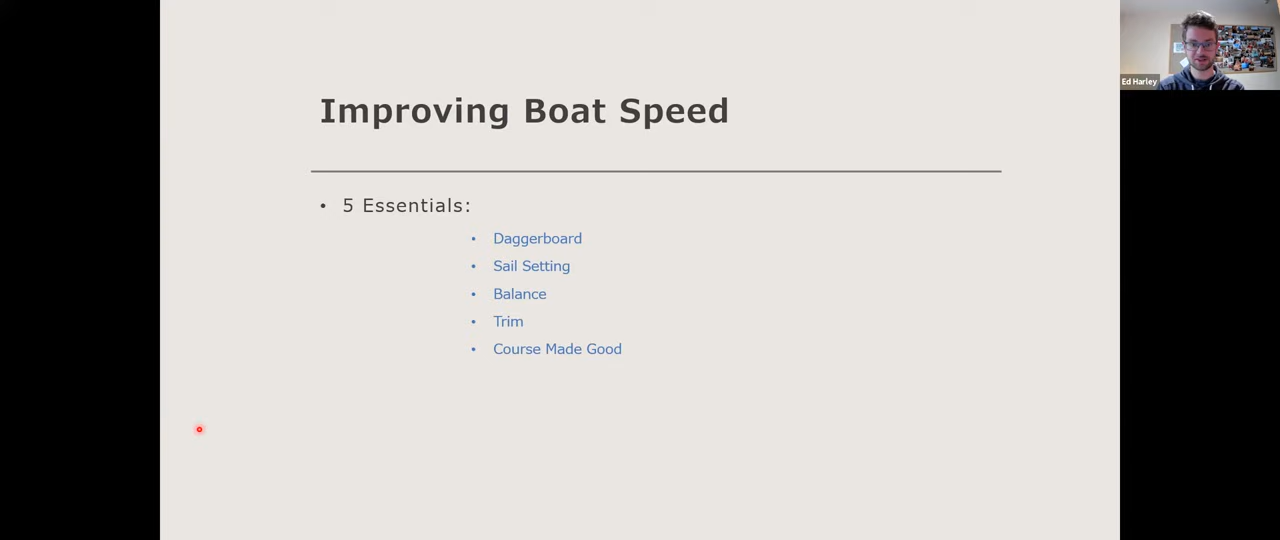 Improving Boat Speed
• 5 Essentials:
• Daggerboard
• Sail Setting
• Balance
• Trim
• Course Made Good
Ed Harley